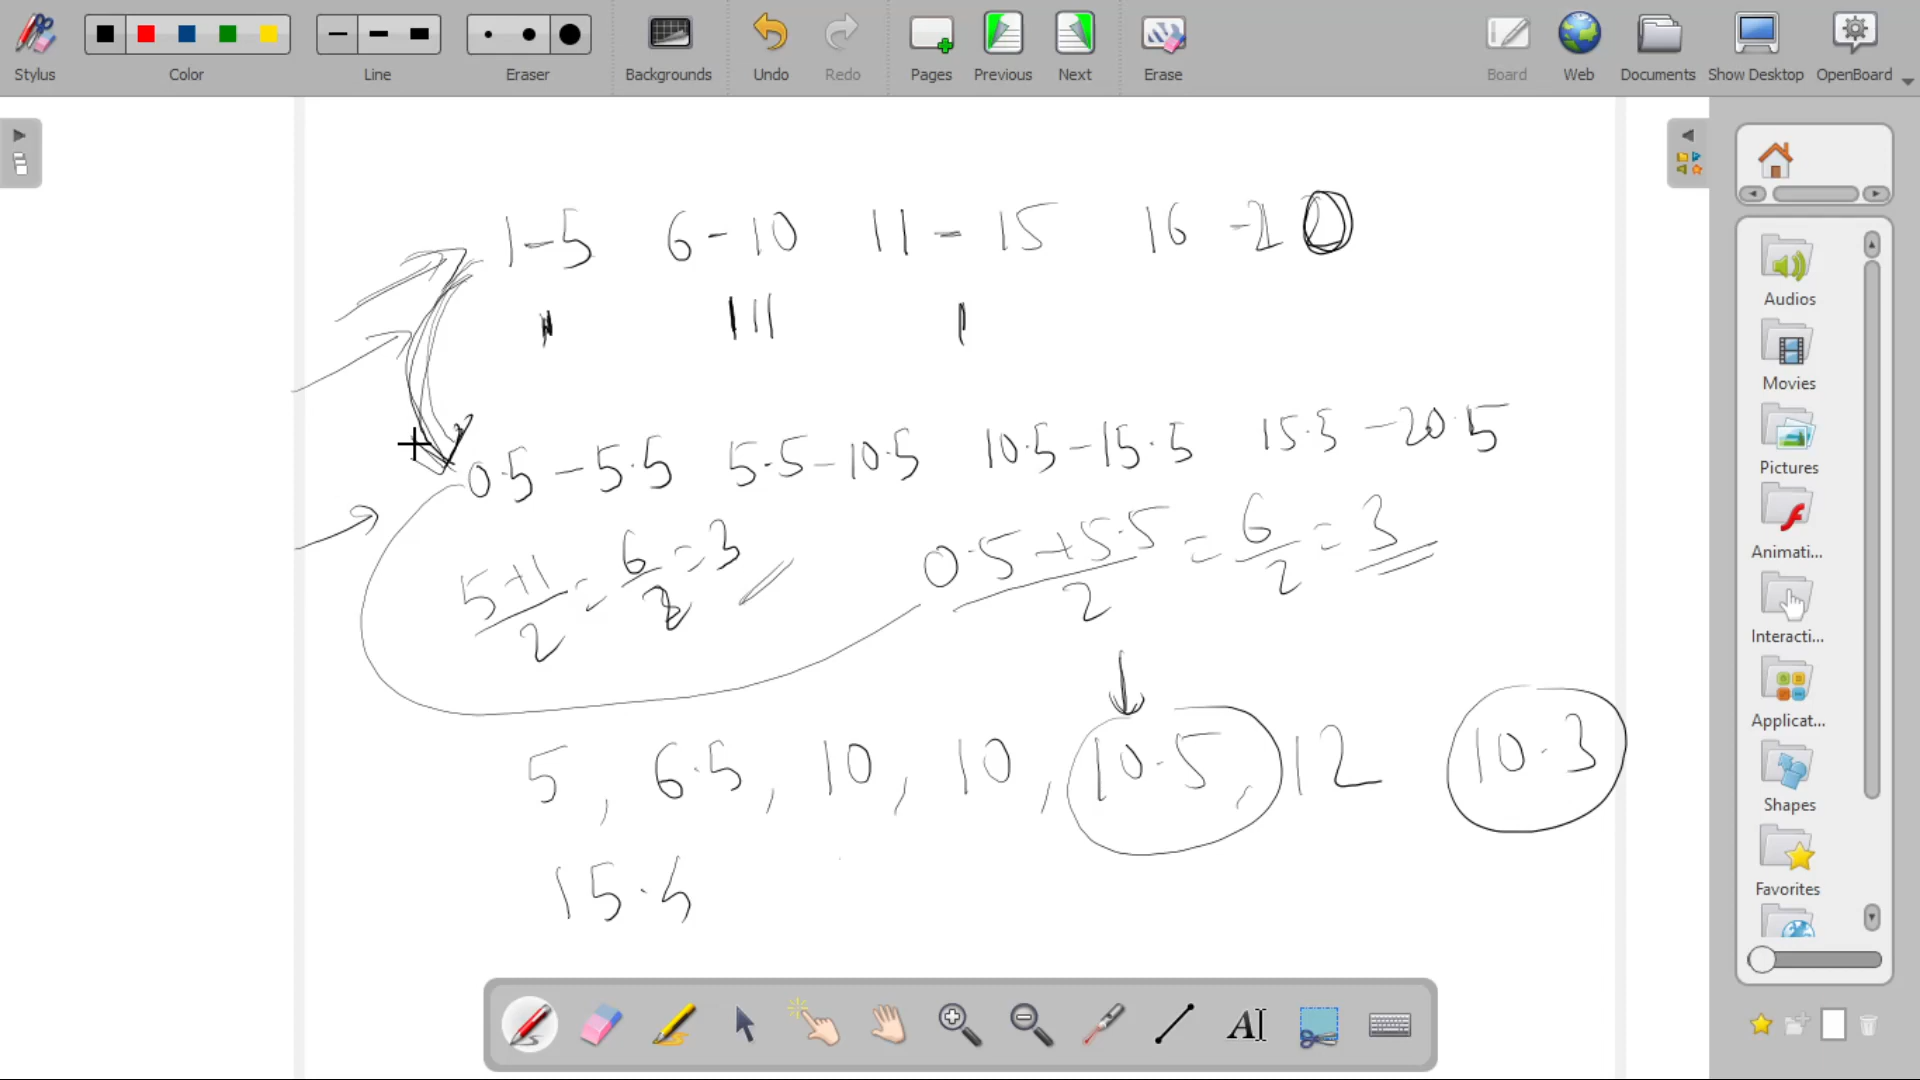 Stylus Color Line Eraser Backgrounds Undo Redo Pages Previous Next Erase Board Web Documents Show Desktop OpenBoard
1-5 6-10 11-15 16-20
0.5-5.5 5.5-10.5 10.5-15.5 15.5-20.5
5+1/2 = 6/2 = 3 0.5+5.5/2 = 6/2 = 3
5, 6.5, 10, 10, 10.5, 12 10.3
15.5
Audios
Movies
Pictures
Animati...
Interacti...
Applicat...
Shapes
Favorites